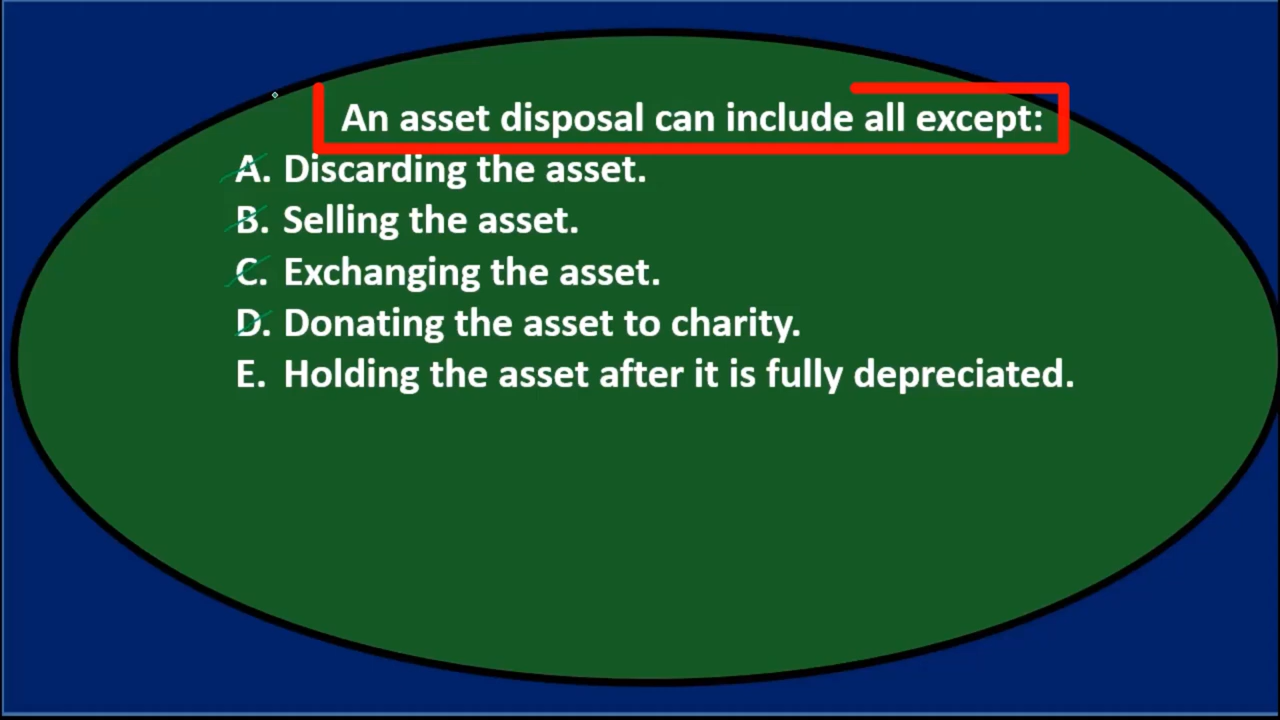 An asset disposal can include all except:
A. Discarding the asset.
B. Selling the asset.
C. Exchanging the asset.
D. Donating the asset to charity.
E. Holding the asset after it is fully depreciated.